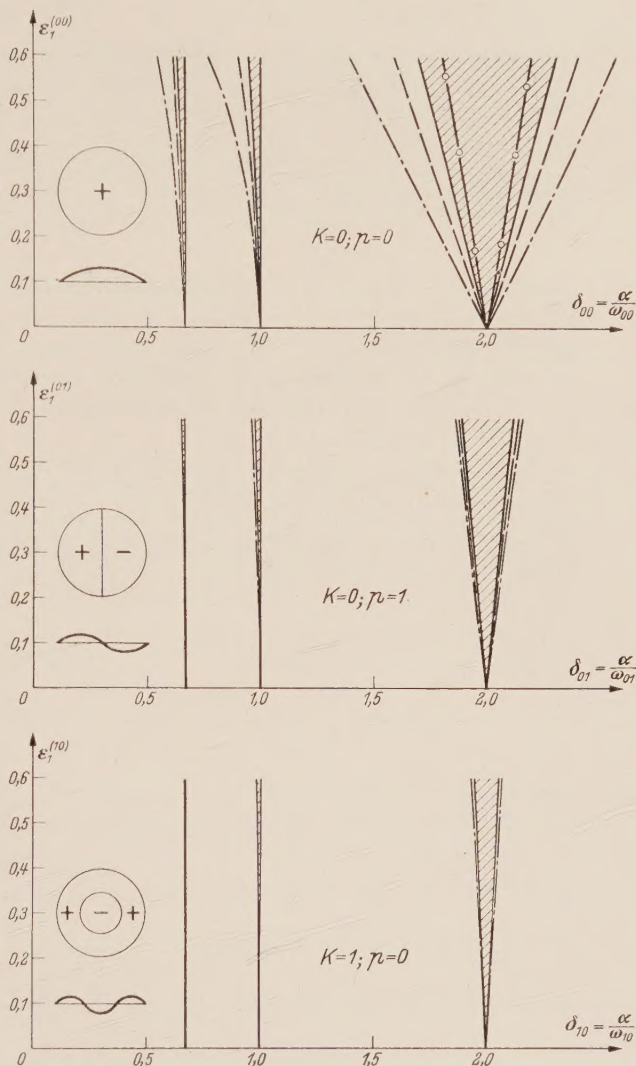 ε₁⁽⁰⁰⁾
0,6
0,5
0,4
0,3
0,2
0,1
+
K=0; p=0
δ₀₀ = α/ω₀₀
0 0,5 1,0 1,5 2,0
ε₁⁽⁰¹⁾
0,6
0,5
0,4
0,3
0,2
0,1
+ −
K=0; p=1.
δ₀₁ = α/ω₀₁
0 0,5 1,0 1,5 2,0
ε₁⁽¹⁰⁾
0,6
0,5
0,4
0,3
0,2
0,1
+ − +
K=1; p=0
δ₁₀ = α/ω₁₀
0 0,5 1,0 1,5 2,0